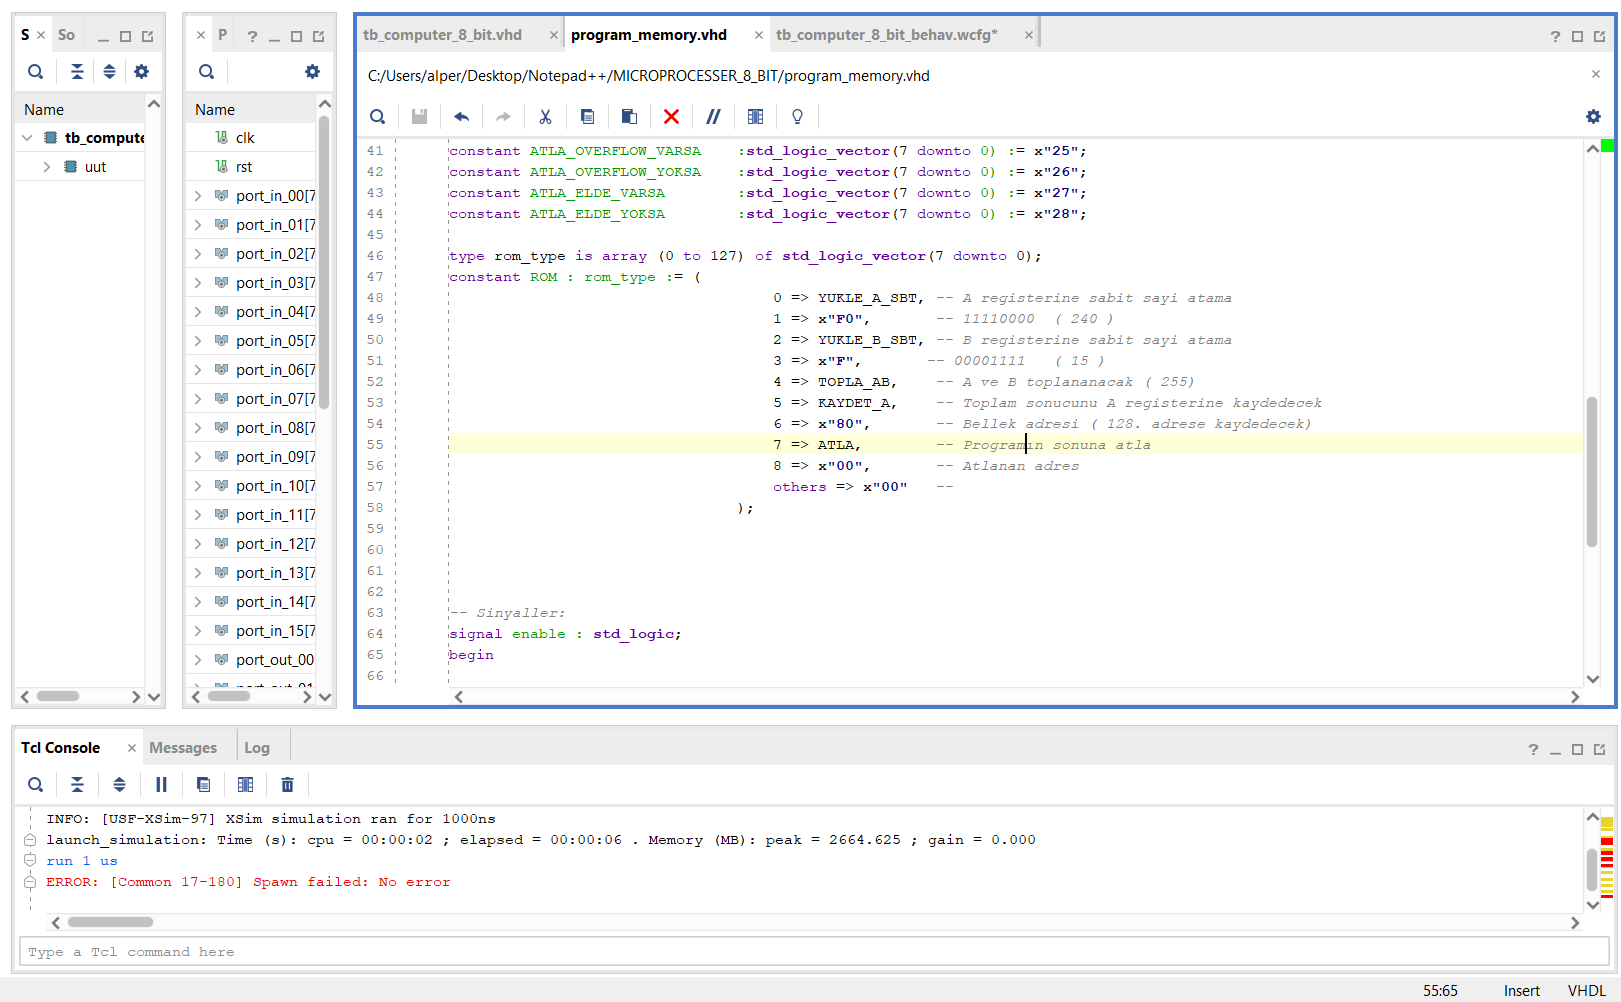 S So
Name
tb_compute
uut
P
Name
clk
rst
port_in_00[7
port_in_01[7
port_in_02[7
port_in_03[7
port_in_04[7
port_in_05[7
port_in_06[7
port_in_07[7
port_in_08[7
port_in_09[7
port_in_10[7
port_in_11[7
port_in_12[7
port_in_13[7
port_in_14[7
port_in_15[7
port_out_00
port_out_01
tb_computer_8_bit.vhd program_memory.vhd tb_computer_8_bit_behav.wcfg*
C:/Users/alper/Desktop/Notepad++/MICROPROCESSER_8_BIT/program_memory.vhd
41 constant ATLA_OVERFLOW_VARSA :std_logic_vector(7 downto 0) := x"25";
42 constant ATLA_OVERFLOW_YOKSA :std_logic_vector(7 downto 0) := x"26";
43 constant ATLA_ELDE_VARSA :std_logic_vector(7 downto 0) := x"27";
44 constant ATLA_ELDE_YOKSA :std_logic_vector(7 downto 0) := x"28";
45
46 type rom_type is array (0 to 127) of std_logic_vector(7 downto 0);
47 constant ROM : rom_type := (
48 0 => YUKLE_A_SBT, -- A registerine sabit sayi atama
49 1 => x"F0", -- 11110000 ( 240 )
50 2 => YUKLE_B_SBT, -- B registerine sabit sayi atama
51 3 => x"F", -- 00001111 ( 15 )
52 4 => TOPLA_AB, -- A ve B toplananacak ( 255)
53 5 => KAYDET_A, -- Toplam sonucunu A registerine kaydedecek
54 6 => x"80", -- Bellek adresi ( 128. adrese kaydedecek)
55 7 => ATLA, -- Programın sonuna atla
56 8 => x"00", -- Atlanan adres
57 others => x"00" --
58 );
59
60
61
62
63 -- Sinyaller:
64 signal enable : std_logic;
65 begin
66
Tcl Console Messages Log
INFO: [USF-XSim-97] XSim simulation ran for 1000ns
launch_simulation: Time (s): cpu = 00:00:02 ; elapsed = 00:00:06 . Memory (MB): peak = 2664.625 ; gain = 0.000
run 1 us
ERROR: [Common 17-180] Spawn failed: No error
Type a Tcl command here
55:65 Insert VHDL